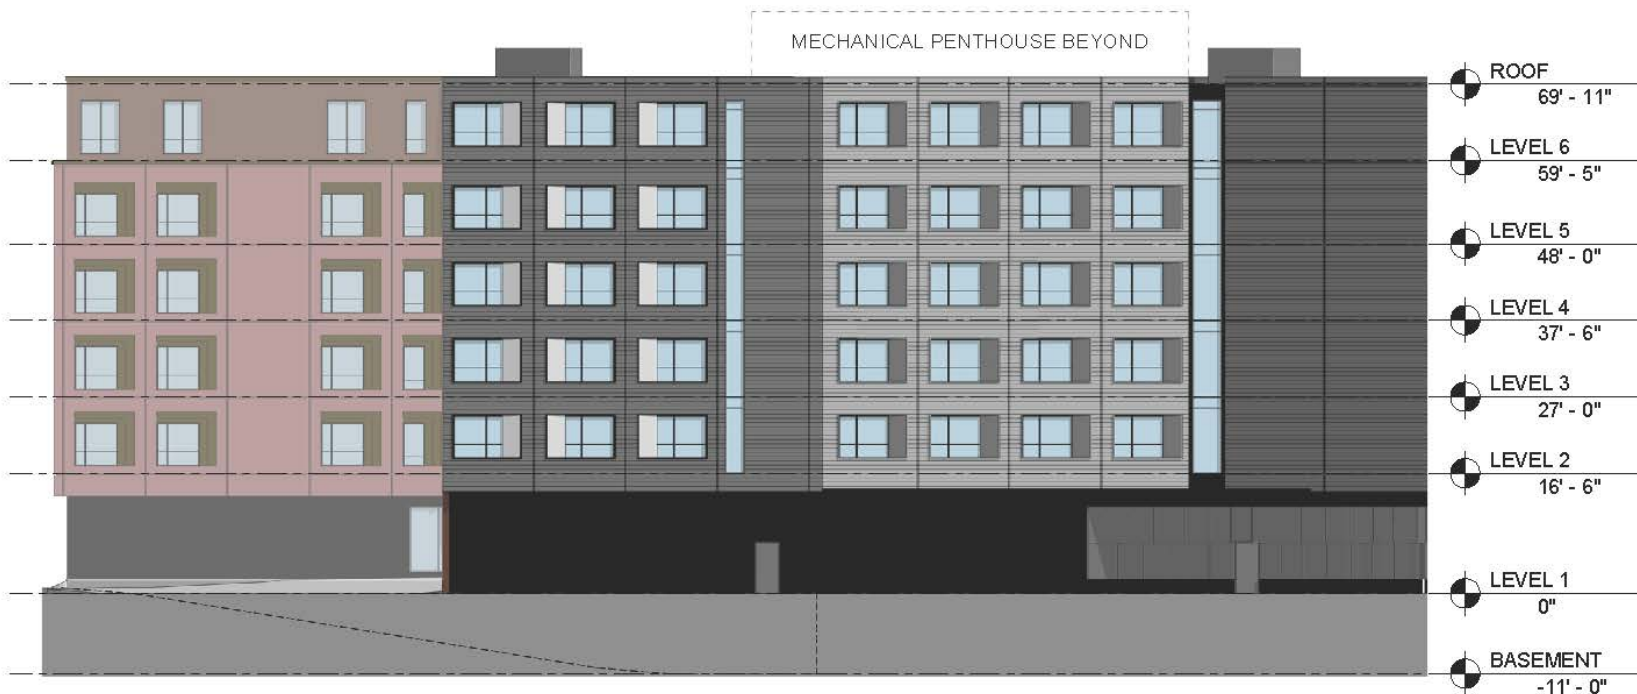 MECHANICAL PENTHOUSE BEYOND
ROOF
69' - 11"
LEVEL 6
59' - 5"
LEVEL 5
48' - 0"
LEVEL 4
37' - 6"
LEVEL 3
27' - 0"
LEVEL 2
16' - 6"
LEVEL 1
0"
BASEMENT
-11' - 0"